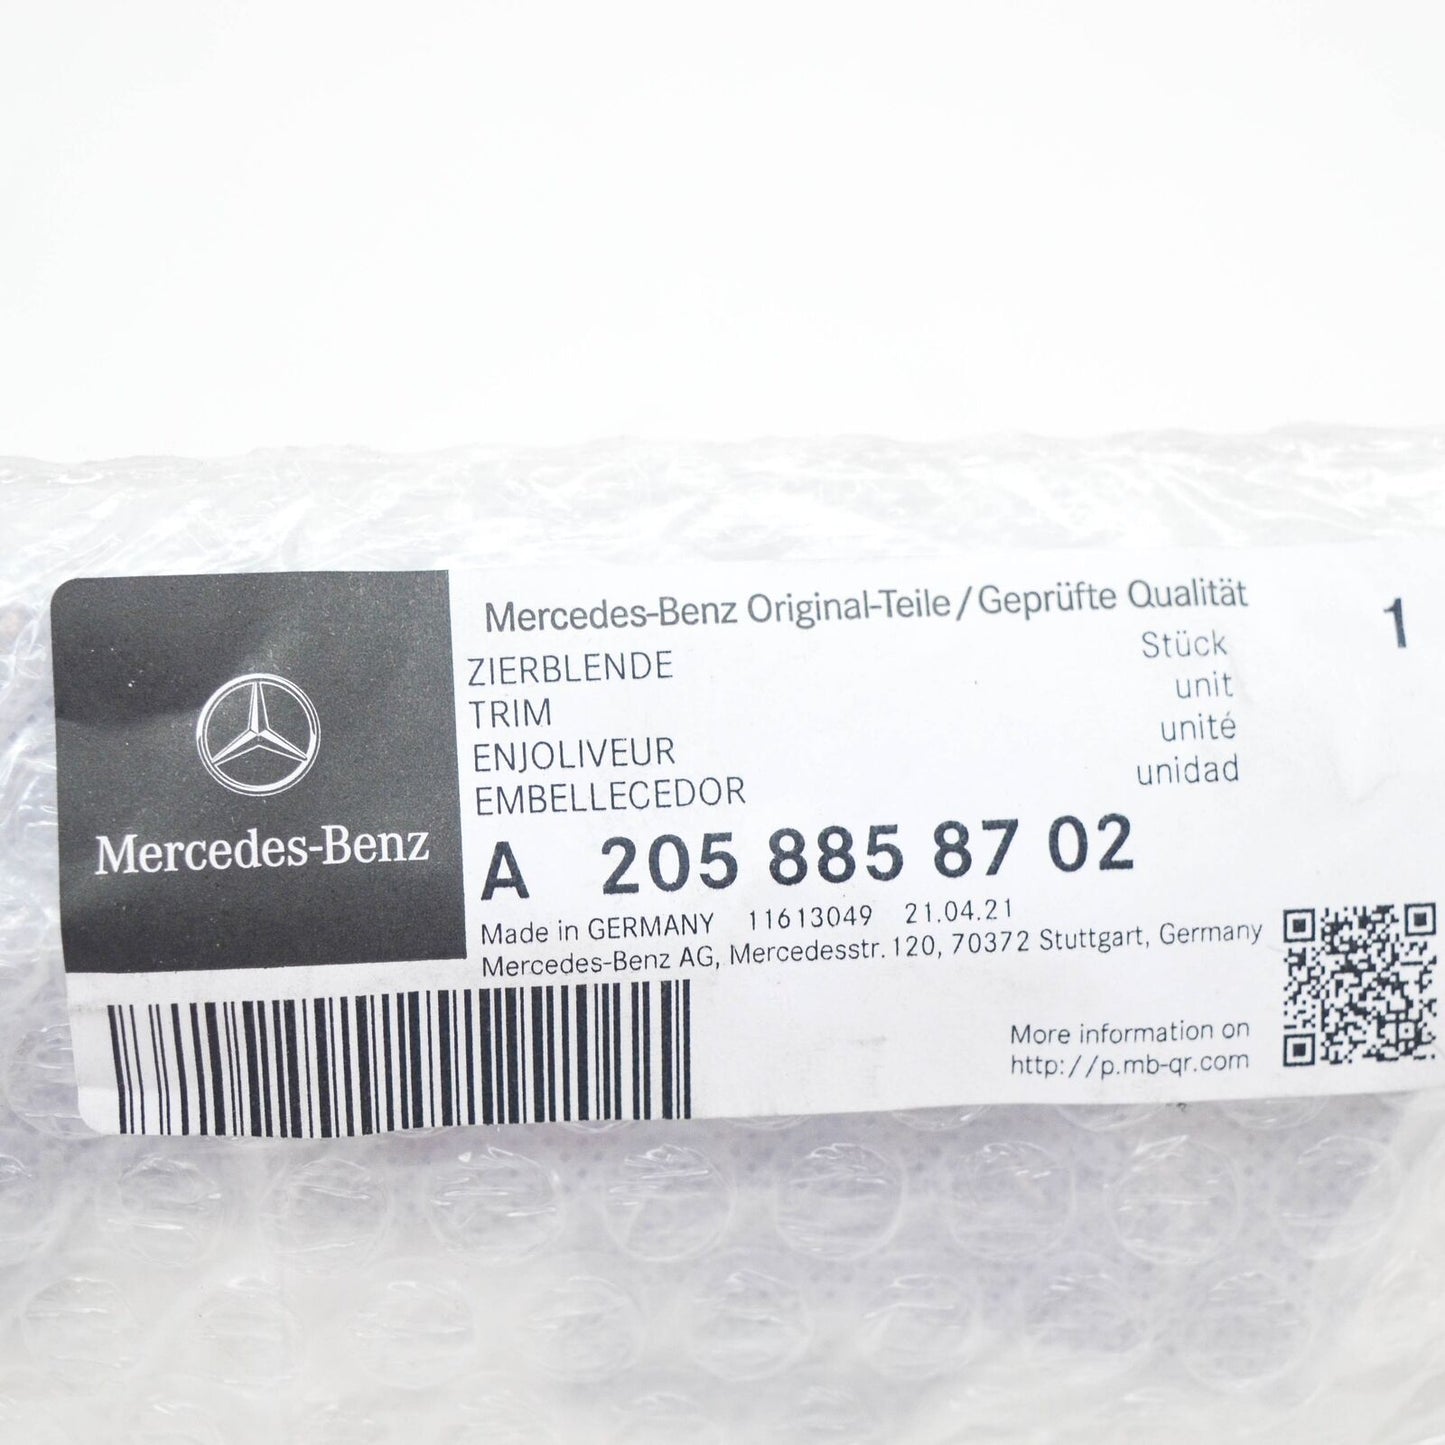 Mercedes-Benz
Mercedes-Benz Original-Teile/Geprüfte Qualität
ZIERBLENDE
TRIM
ENJOLIVEUR
EMBELLECEDOR
Stück 1
unit
unité
unidad
A 205 885 87 02
Made in GERMANY 11613049 21.04.21
Mercedes-Benz AG, Mercedesstr. 120, 70372 Stuttgart, Germany
More information on
http://p.mb-qr.com